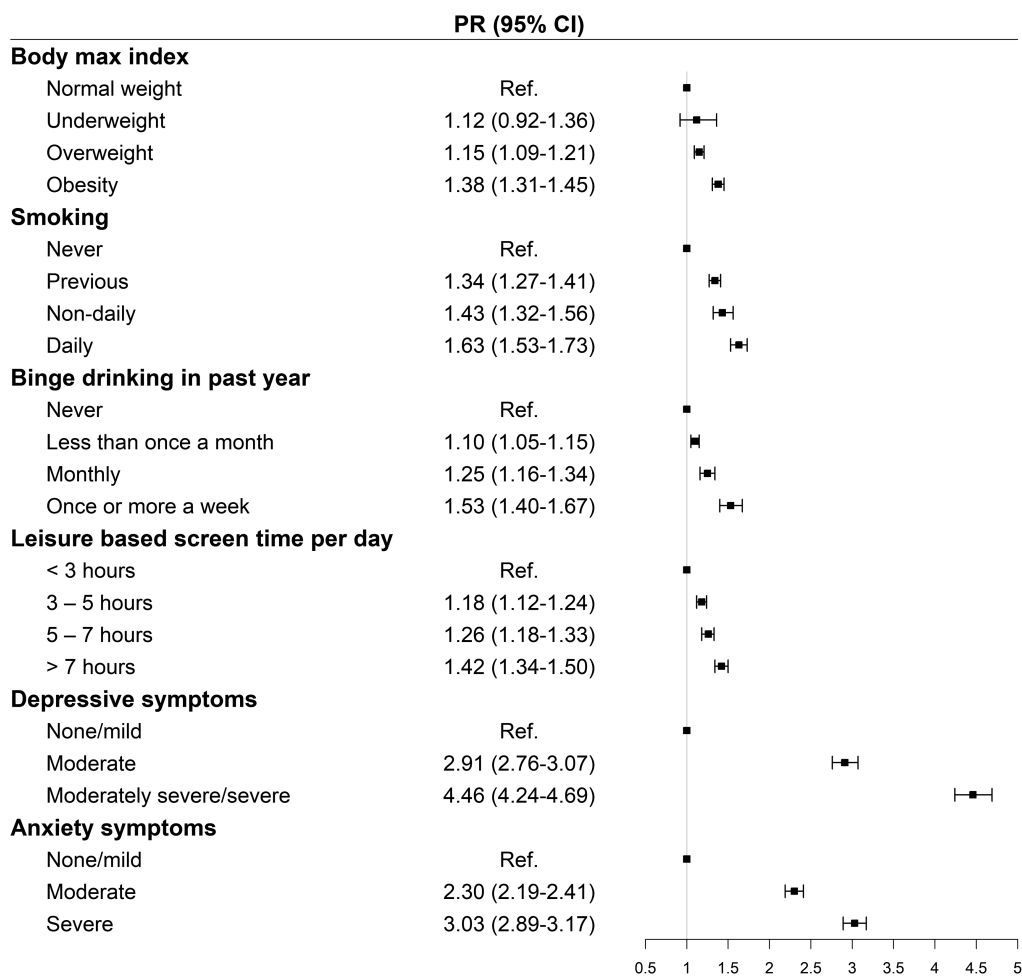 PR (95% CI)
Body max index
Normal weight Ref.
Underweight 1.12 (0.92-1.36)
Overweight 1.15 (1.09-1.21)
Obesity 1.38 (1.31-1.45)
Smoking
Never Ref.
Previous 1.34 (1.27-1.41)
Non-daily 1.43 (1.32-1.56)
Daily 1.63 (1.53-1.73)
Binge drinking in past year
Never Ref.
Less than once a month 1.10 (1.05-1.15)
Monthly 1.25 (1.16-1.34)
Once or more a week 1.53 (1.40-1.67)
Leisure based screen time per day
< 3 hours Ref.
3 – 5 hours 1.18 (1.12-1.24)
5 – 7 hours 1.26 (1.18-1.33)
> 7 hours 1.42 (1.34-1.50)
Depressive symptoms
None/mild Ref.
Moderate 2.91 (2.76-3.07)
Moderately severe/severe 4.46 (4.24-4.69)
Anxiety symptoms
None/mild Ref.
Moderate 2.30 (2.19-2.41)
Severe 3.03 (2.89-3.17)
0.5 1 1.5 2 2.5 3 3.5 4 4.5 5